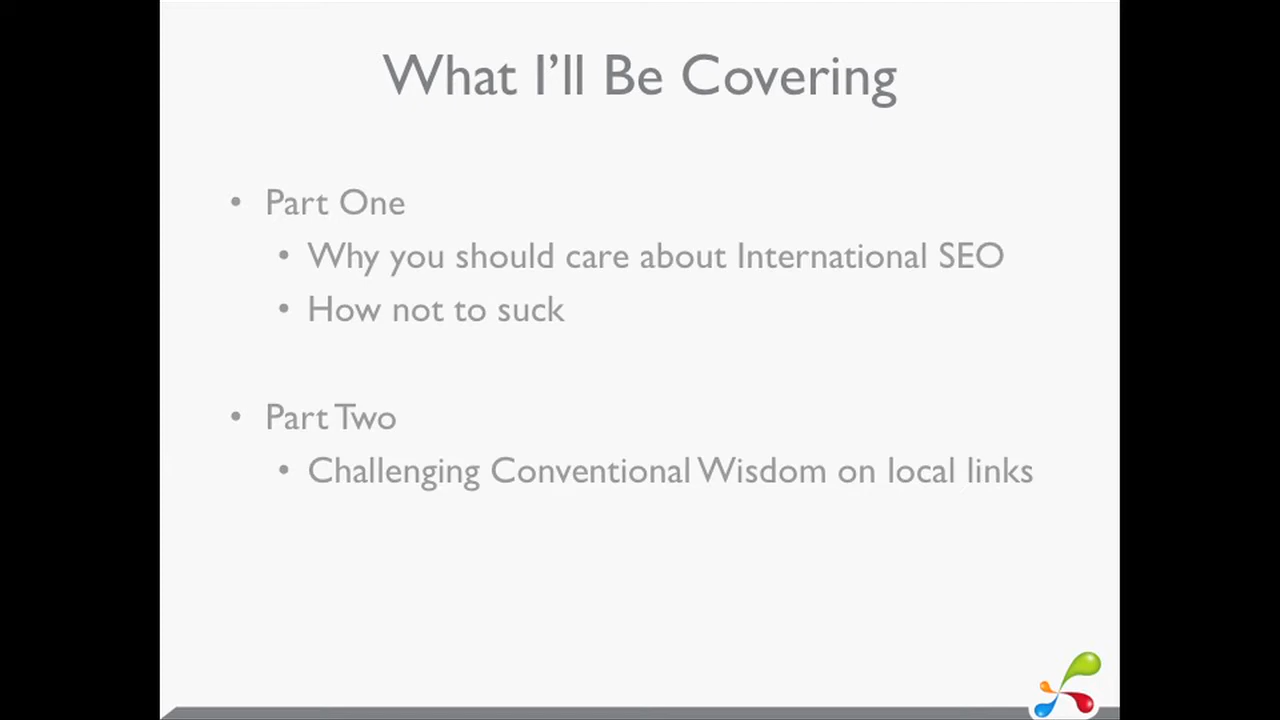 What I’ll Be Covering
• Part One
• Why you should care about International SEO
• How not to suck
• Part Two
• Challenging Conventional Wisdom on local links